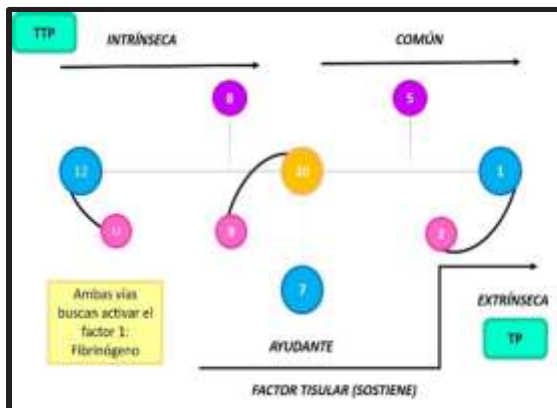 TTP
INTRÍNSECA
COMÚN
8
5
12
10
1
11
9
2
7
Ambas vías
buscan activar el
factor 1:
Fibrinógeno
AYUDANTE
EXTRÍNSECA
TP
FACTOR TISULAR (SOSTIENE)